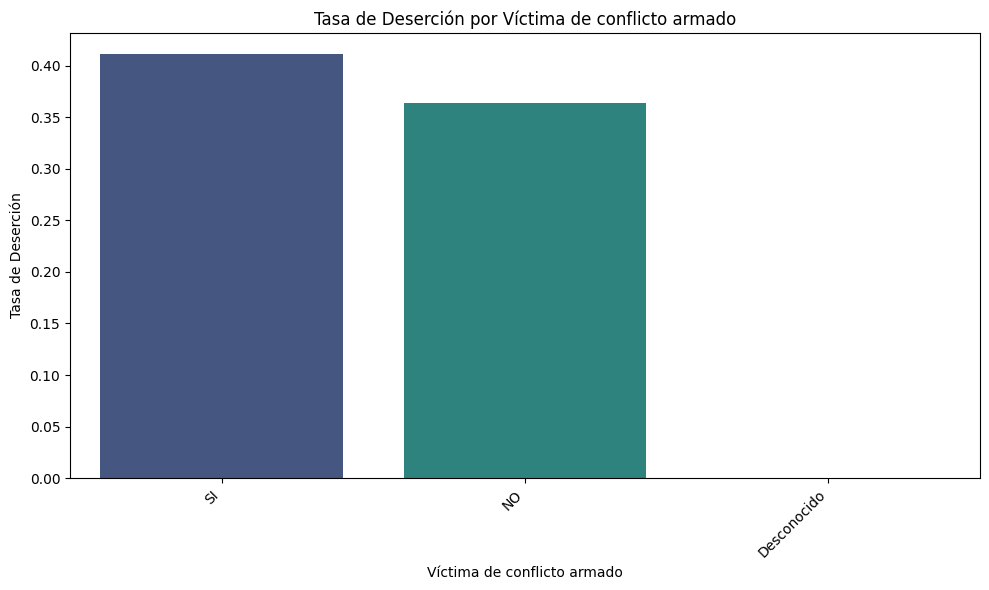 Tasa de Deserción por Víctima de conflicto armado
Tasa de Deserción
0.40
0.35
0.30
0.25
0.20
0.15
0.10
0.05
0.00
SI
NO
Desconocido
Víctima de conflicto armado